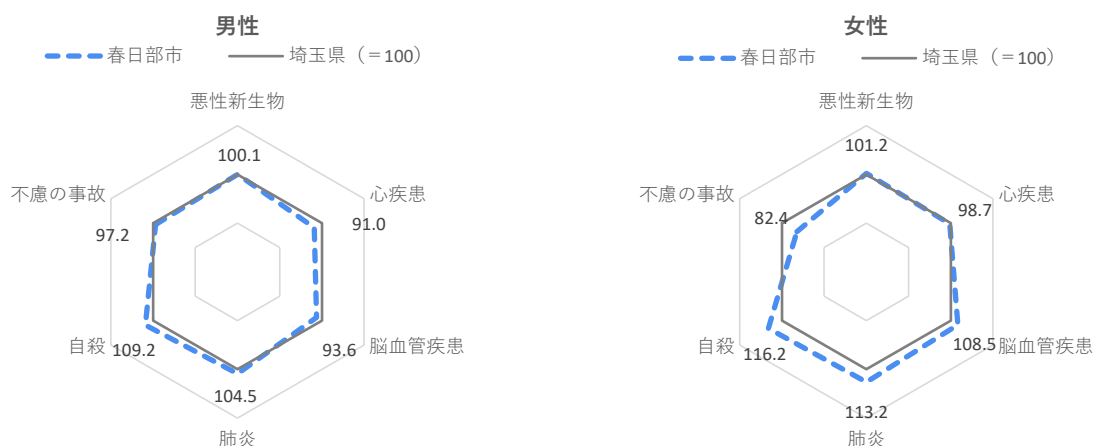 男性
春日部市
埼玉県（＝100）
悪性新生物
100.1
心疾患
91.0
脳血管疾患
93.6
肺炎
104.5
自殺
109.2
不慮の事故
97.2
女性
春日部市
埼玉県（＝100）
悪性新生物
101.2
心疾患
98.7
脳血管疾患
108.5
肺炎
113.2
自殺
116.2
不慮の事故
82.4